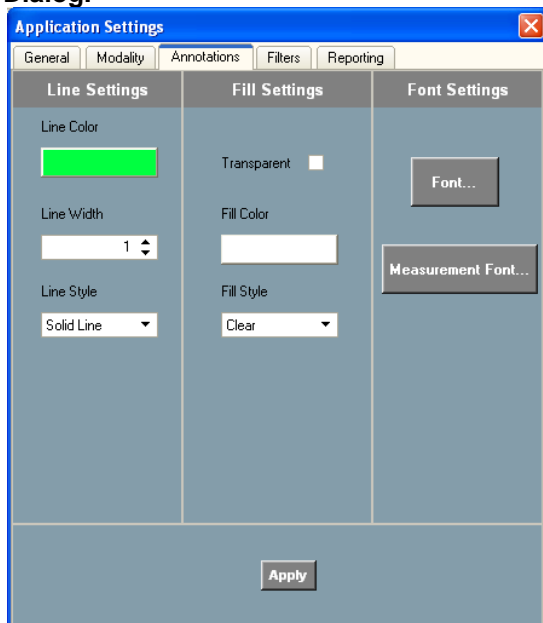 Dialog.
Application Settings
General Modality Annotations Filters Reporting
Line Settings Fill Settings Font Settings
Line Color
Transparent
Font...
Line Width Fill Color
1
Measurement Font...
Line Style Fill Style
Solid Line Clear
Apply